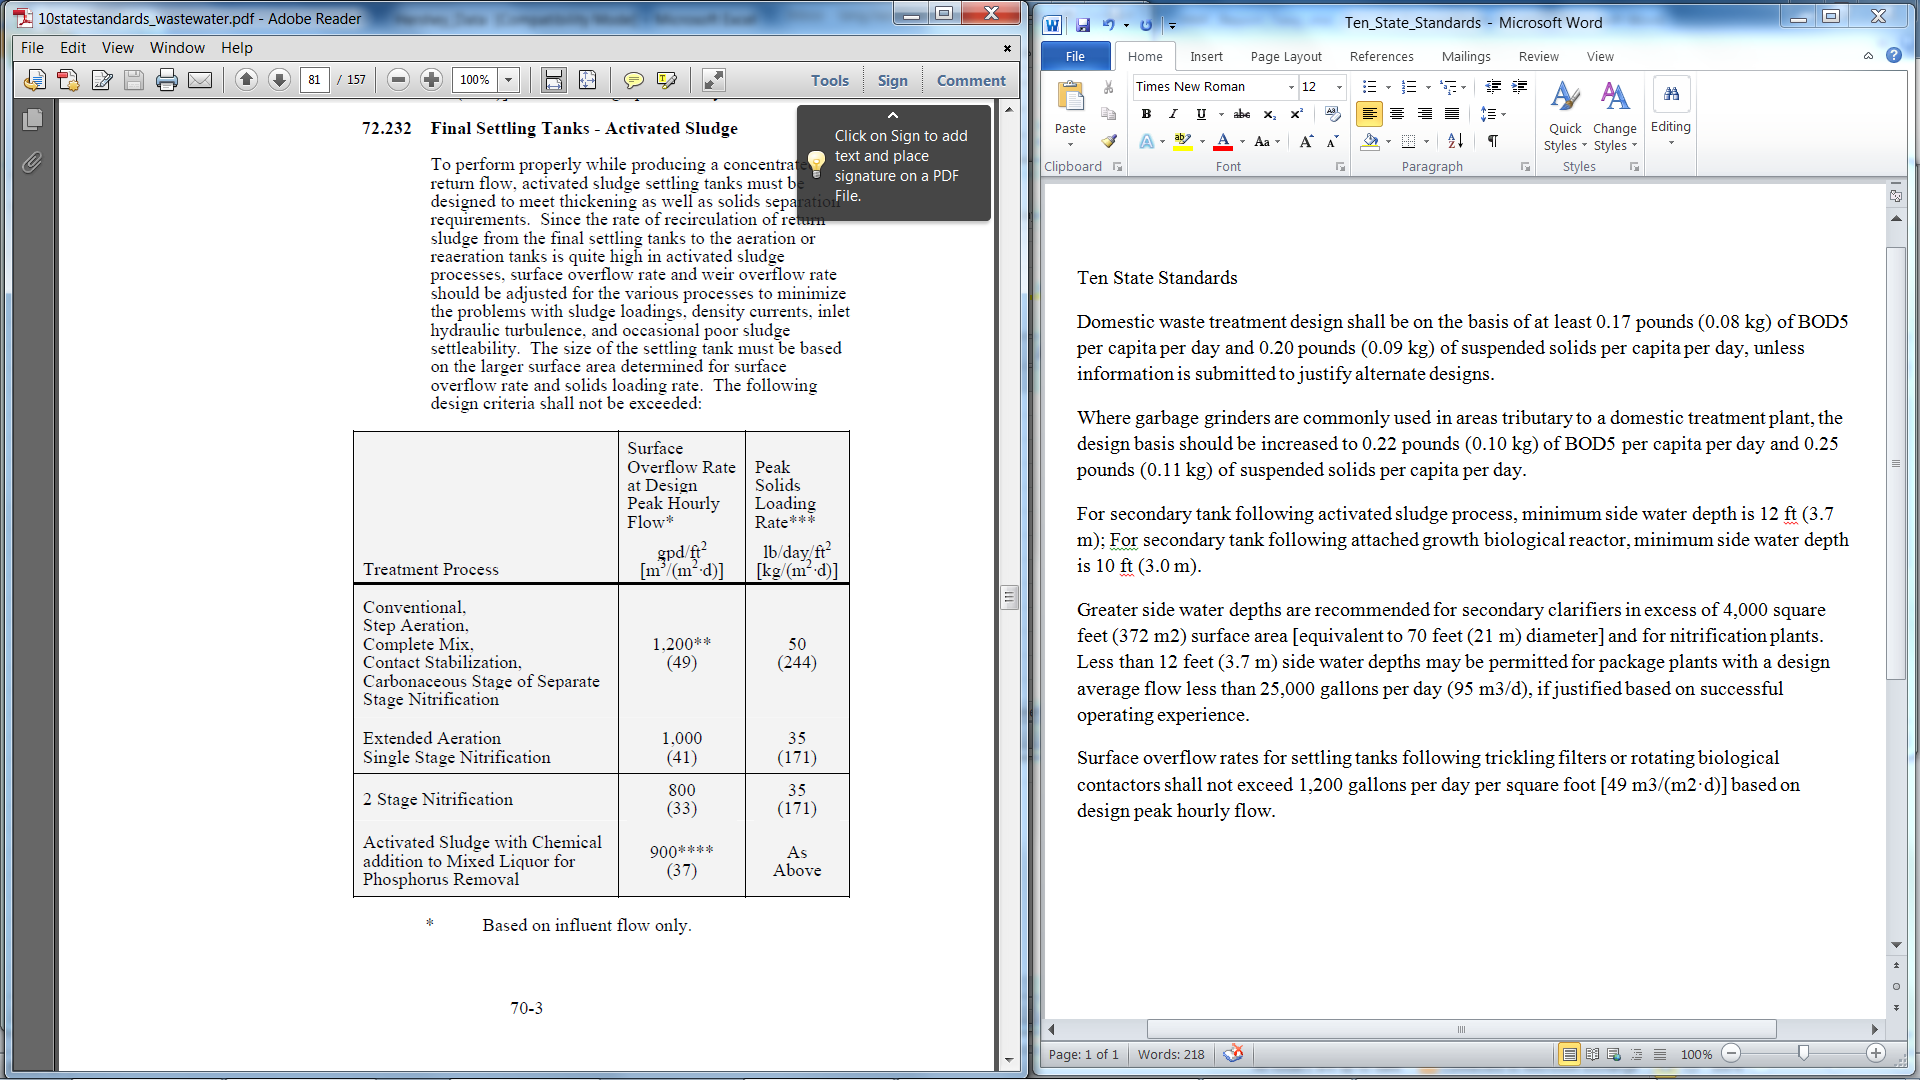 10statestandards_wastewater.pdf - Adobe Reader
File Edit View Window Help
81 / 157 100% Tools Sign Comment
72.232 Final Settling Tanks - Activated Sludge
Click on Sign to add
text and place
signature on a PDF
File.
To perform properly while producing a concentrated
return flow, activated sludge settling tanks must be
designed to meet thickening as well as solids separation
requirements. Since the rate of recirculation of return
sludge from the final settling tanks to the aeration or
reaeration tanks is quite high in activated sludge
processes, surface overflow rate and weir overflow rate
should be adjusted for the various processes to minimize
the problems with sludge loadings, density currents, inlet
hydraulic turbulence, and occasional poor sludge
settleability. The size of the settling tank must be based
on the larger surface area determined for surface
overflow rate and solids loading rate. The following
design criteria shall not be exceeded:
Treatment Process
Surface
Overflow Rate
at Design
Peak Hourly
Flow*
gpd/ft2
[m3/(m2·d)]
Peak
Solids
Loading
Rate***
lb/day/ft2
[kg/(m2·d)]
Conventional,
Step Aeration,
Complete Mix,
Contact Stabilization,
Carbonaceous Stage of Separate
Stage Nitrification
1,200**
(49)
50
(244)
Extended Aeration
Single Stage Nitrification
1,000
(41)
35
(171)
2 Stage Nitrification
800
(33)
35
(171)
Activated Sludge with Chemical
addition to Mixed Liquor for
Phosphorus Removal
900****
(37)
As
Above
* Based on influent flow only.
70-3
Ten_State_Standards - Microsoft Word
File Home Insert Page Layout References Mailings Review View
Paste
Times New Roman 12
B I U abc x2 x2
A ab A Aa A A
Quick
Styles
Change
Styles
Editing
Clipboard Font Paragraph Styles
Ten State Standards
Domestic waste treatment design shall be on the basis of at least 0.17 pounds (0.08 kg) of BOD5
per capita per day and 0.20 pounds (0.09 kg) of suspended solids per capita per day, unless
information is submitted to justify alternate designs.
Where garbage grinders are commonly used in areas tributary to a domestic treatment plant, the
design basis should be increased to 0.22 pounds (0.10 kg) of BOD5 per capita per day and 0.25
pounds (0.11 kg) of suspended solids per capita per day.
For secondary tank following activated sludge process, minimum side water depth is 12 ft (3.7
m); For secondary tank following attached growth biological reactor, minimum side water depth
is 10 ft (3.0 m).
Greater side water depths are recommended for secondary clarifiers in excess of 4,000 square
feet (372 m2) surface area [equivalent to 70 feet (21 m) diameter] and for nitrification plants.
Less than 12 feet (3.7 m) side water depths may be permitted for package plants with a design
average flow less than 25,000 gallons per day (95 m3/d), if justified based on successful
operating experience.
Surface overflow rates for settling tanks following trickling filters or rotating biological
contactors shall not exceed 1,200 gallons per day per square foot [49 m3/(m2·d)] based on
design peak hourly flow.
Page: 1 of 1 Words: 218 100%